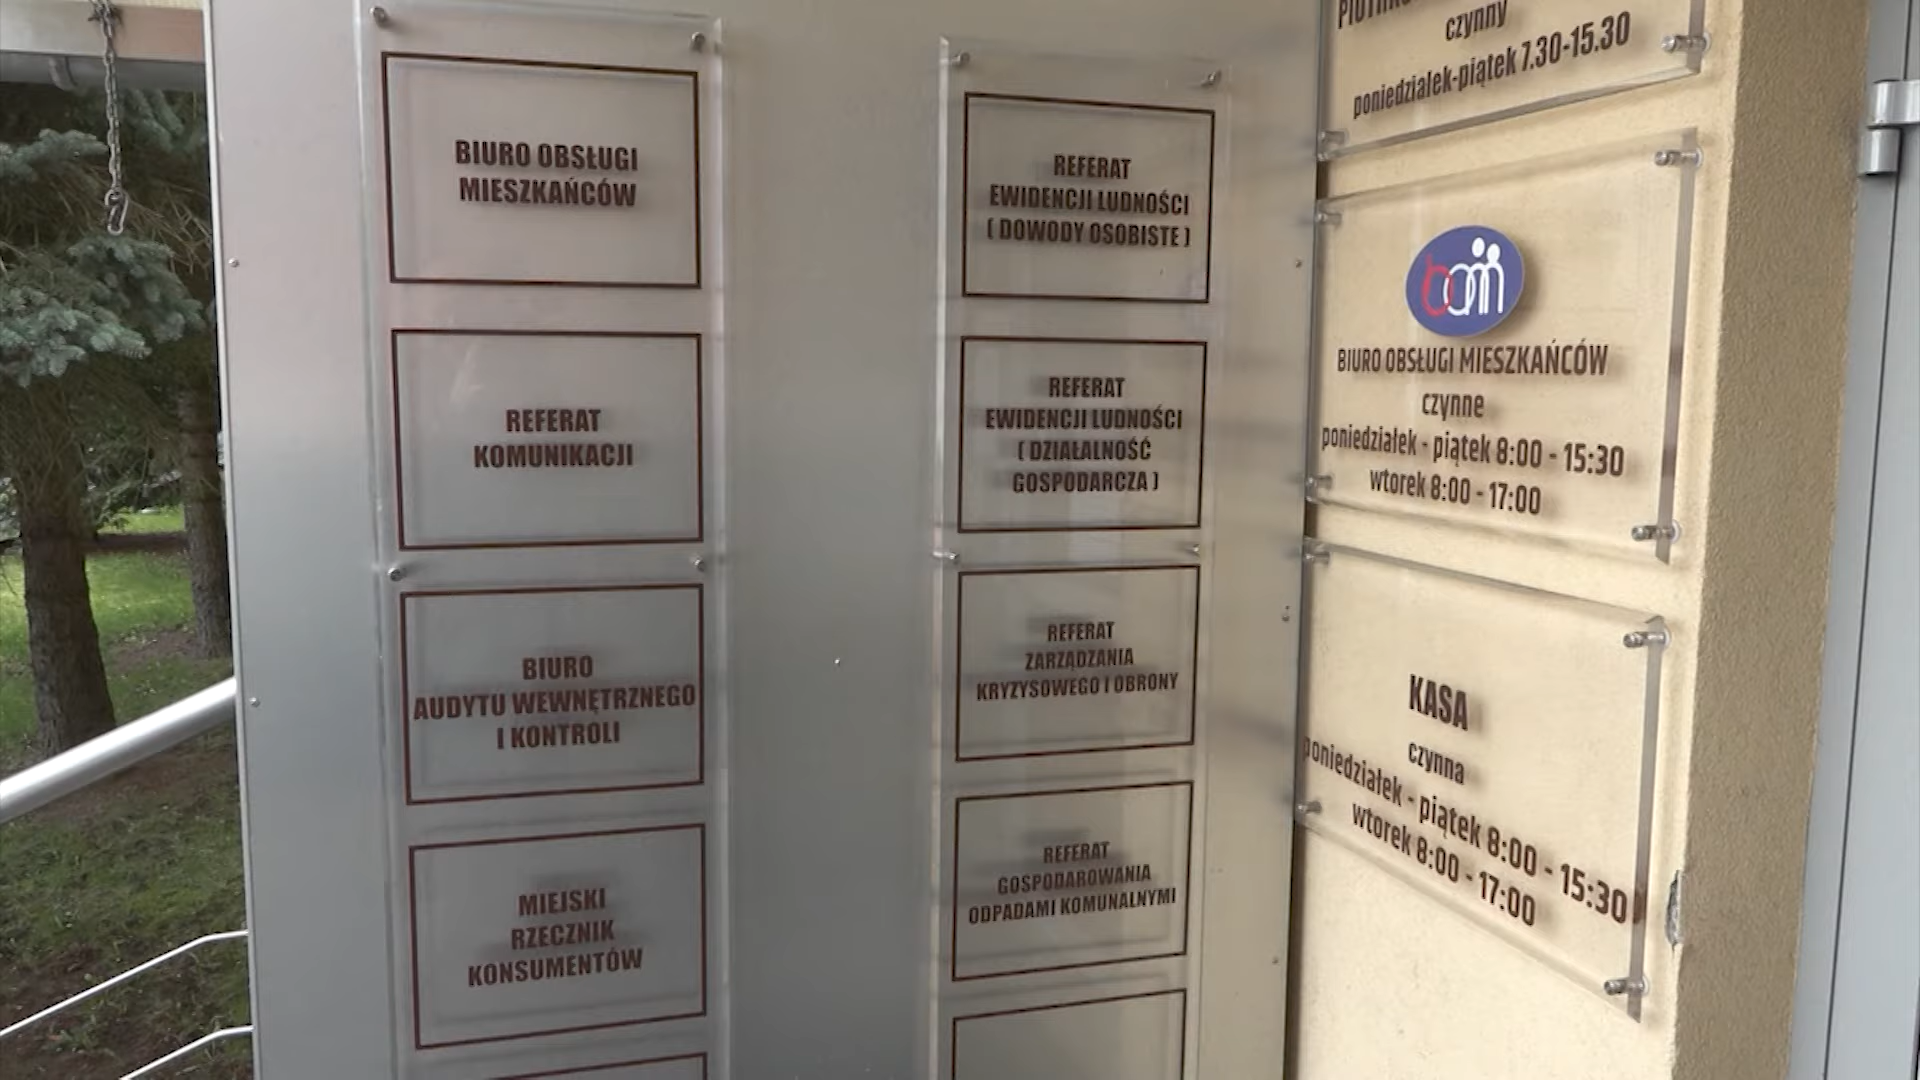 BIURO OBSŁUGI
MIESZKAŃCÓW
REFERAT
KOMUNIKACJI
BIURO
AUDYTU WEWNĘTRZNEGO
I KONTROLI
MIEJSKI
RZECZNIK
KONSUMENTÓW
REFERAT
EWIDENCJI LUDNOŚCI
( DOWODY OSOBISTE )
REFERAT
EWIDENCJI LUDNOŚCI
( DZIAŁALNOŚĆ
GOSPODARCZA )
REFERAT
ZARZĄDZANIA
KRYZYSOWEGO I OBRONY
REFERAT
GOSPODAROWANIA
ODPADAMI KOMUNALNYMI
czynny
poniedziałek-piątek 7.30-15.30
bom
BIURO OBSŁUGI MIESZKAŃCÓW
czynne
poniedziałek - piątek 8:00 - 15:30
wtorek 8:00 - 17:00
KASA
czynna
poniedziałek - piątek 8:00 - 15:30
wtorek 8:00 - 17:00